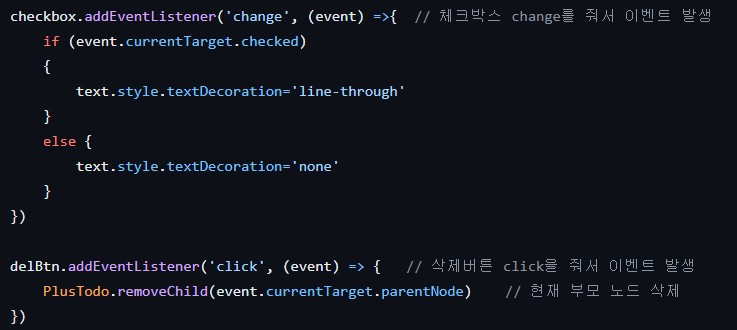 checkbox.addEventListener('change', (event) =>{  // 체크박스 change를 줘서 이벤트 발생
    if (event.currentTarget.checked)
    {
        text.style.textDecoration='line-through'
    }
    else {
        text.style.textDecoration='none'
    }
})

delBtn.addEventListener('click', (event) => {   // 삭제버튼 click을 줘서 이벤트 발생
    PlusTodo.removeChild(event.currentTarget.parentNode)    // 현재 부모 노드 삭제
})